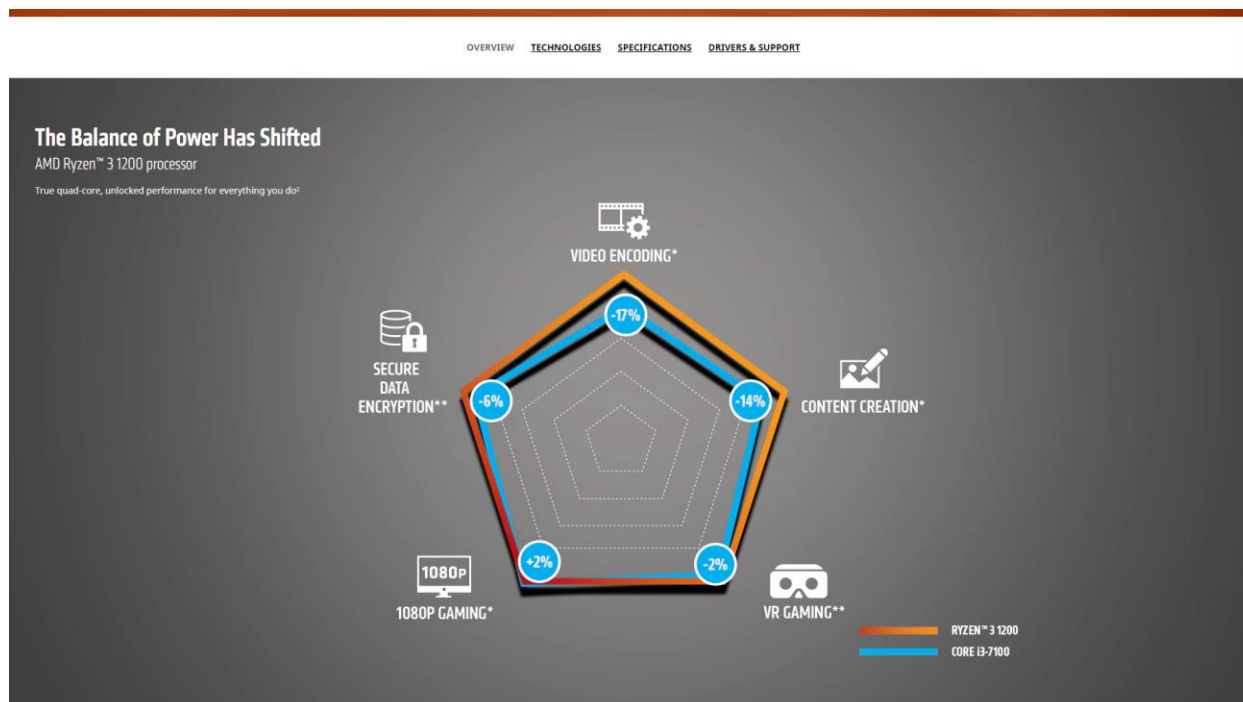 OVERVIEW TECHNOLOGIES SPECIFICATIONS DRIVERS & SUPPORT
The Balance of Power Has Shifted
AMD Ryzen™ 3 1200 processor
True quad-core, unlocked performance for everything you do²
VIDEO ENCODING*
-17%
SECURE
DATA
ENCRYPTION**
-6%
-14%
CONTENT CREATION*
+2%
-2%
1080P
1080P GAMING*
VR GAMING**
RYZEN™ 3 1200
CORE i3-7100